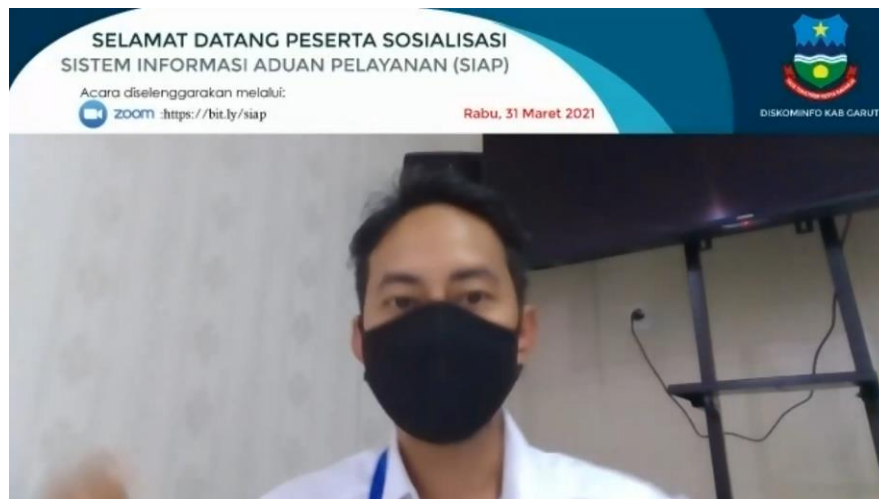 SELAMAT DATANG PESERTA SOSIALISASI
SISTEM INFORMASI ADUAN PELAYANAN (SIAP)
Acara diselenggarakan melalui:
zoom :https://bit.ly/siap
Rabu, 31 Maret 2021
DISKOMINFO KAB GARUT